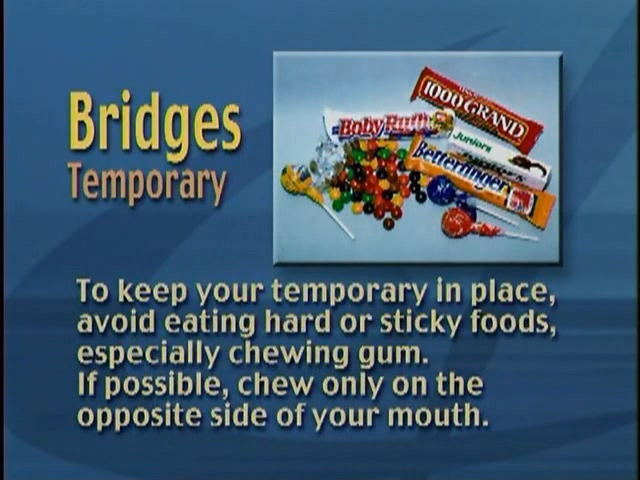 Bridges
Temporary
1000 GRAND
Baby Ruth
Juniors
Butterfinger
To keep your temporary in place,
avoid eating hard or sticky foods,
especially chewing gum.
If possible, chew only on the
opposite side of your mouth.